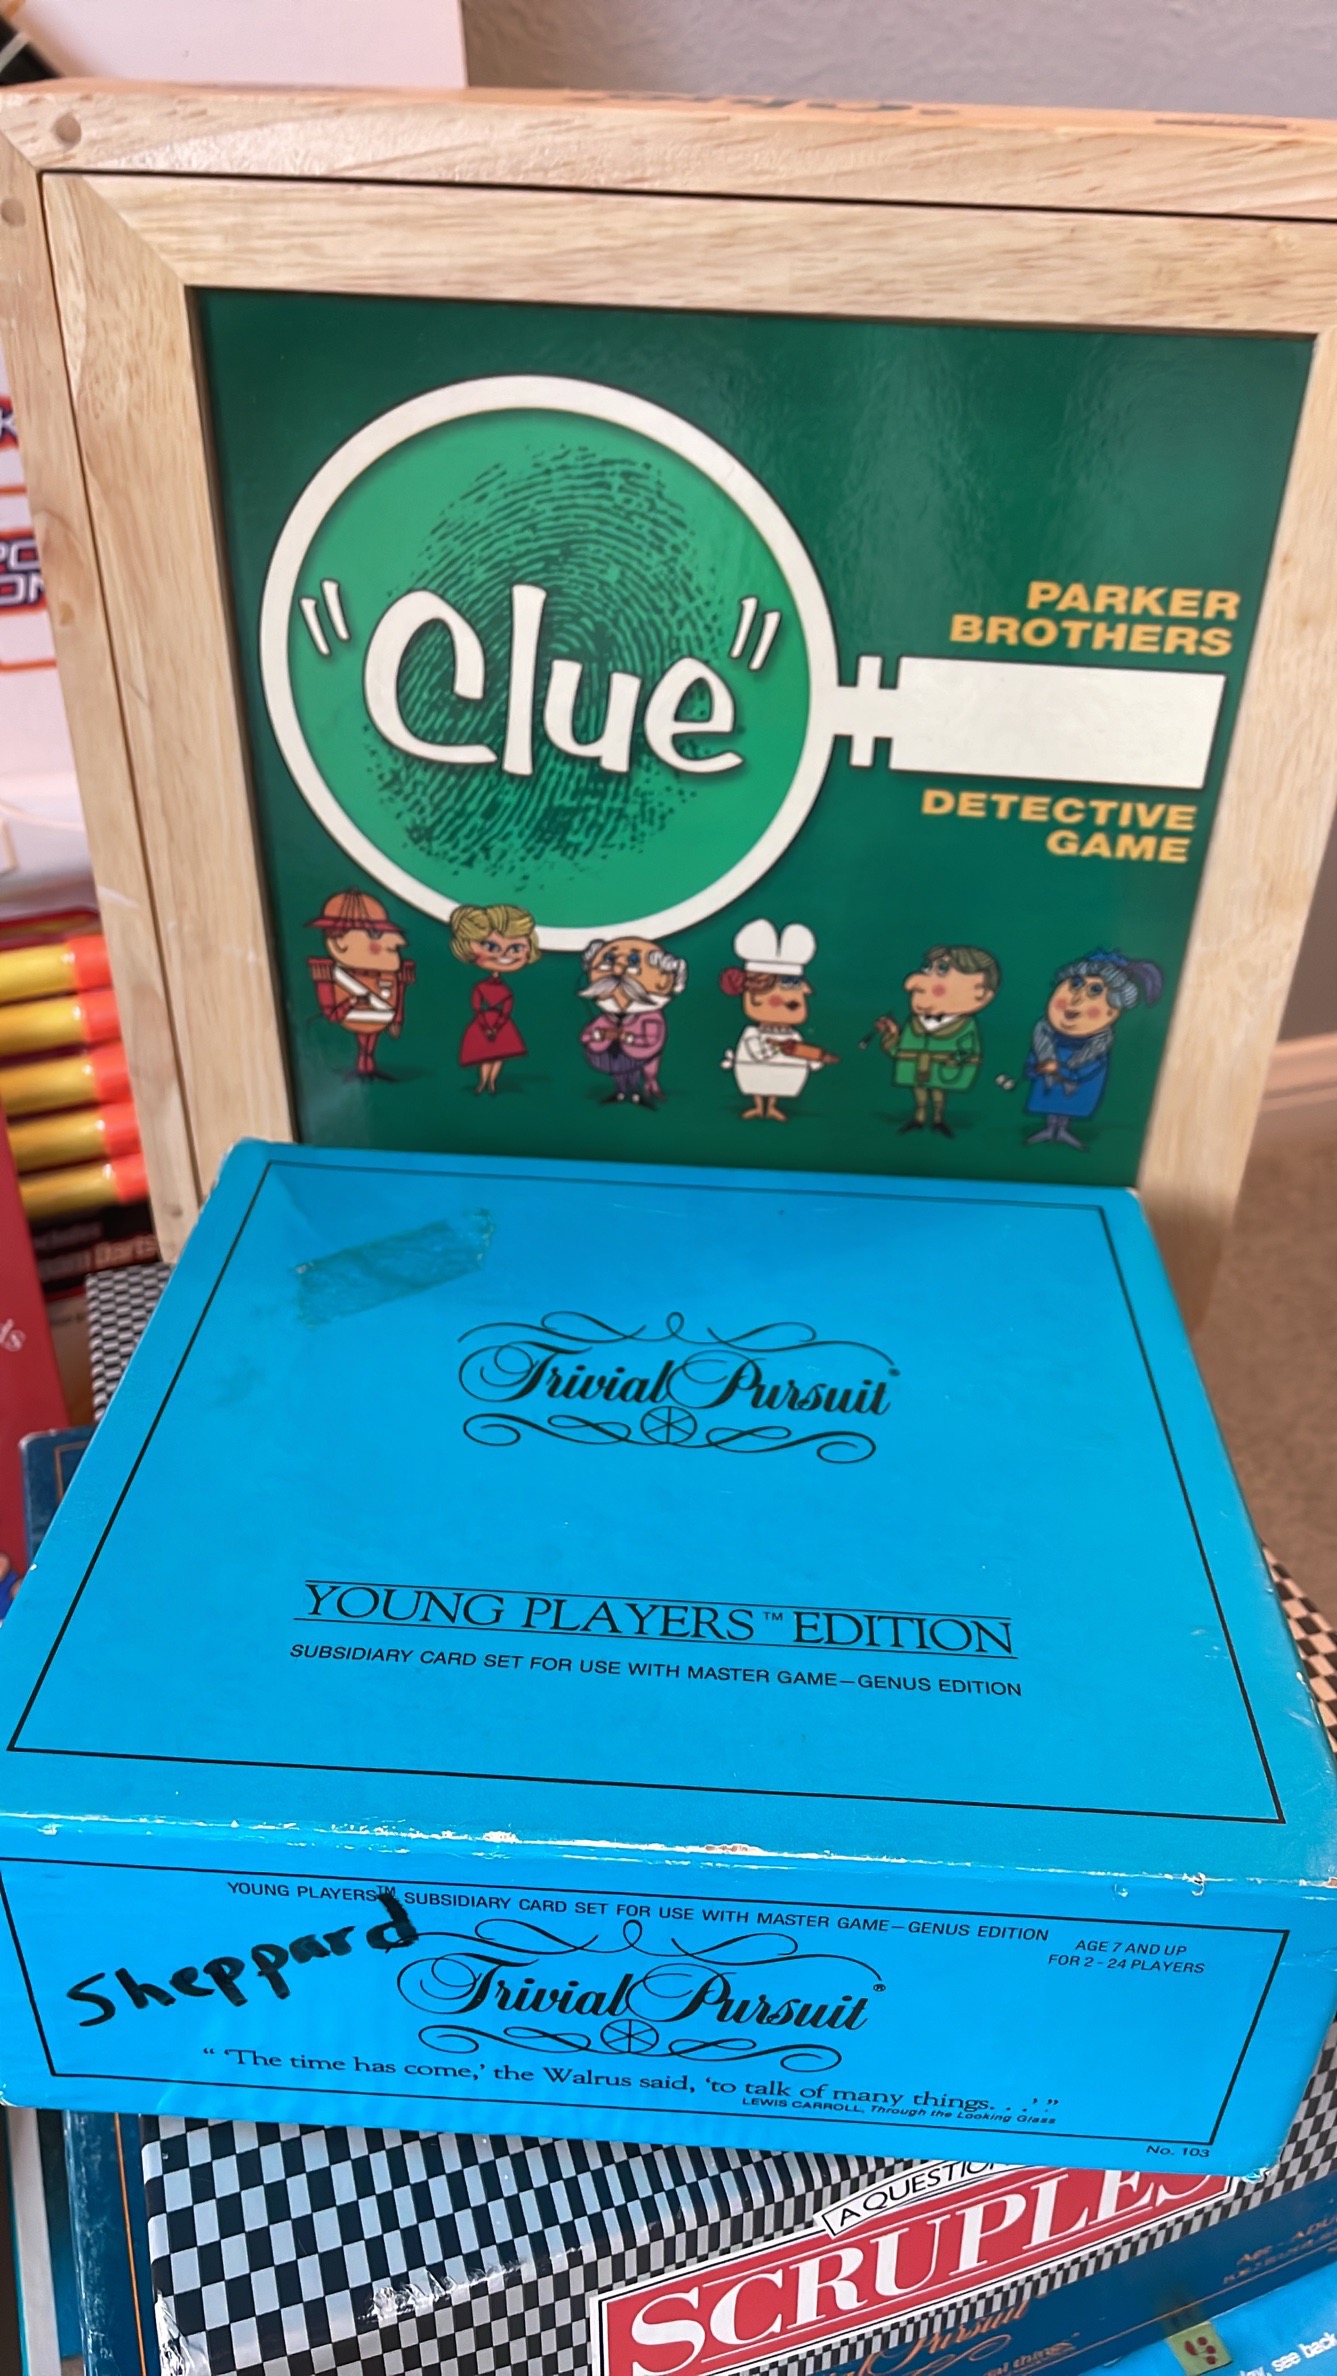 "Clue"
PARKER
BROTHERS
DETECTIVE
GAME
Trivial Pursuit®
YOUNG PLAYERS™ EDITION
SUBSIDIARY CARD SET FOR USE WITH MASTER GAME—GENUS EDITION
YOUNG PLAYERS™ SUBSIDIARY CARD SET FOR USE WITH MASTER GAME—GENUS EDITION
AGE 7 AND UP
FOR 2-24 PLAYERS
Sheppard
Trivial Pursuit®
" 'The time has come,' the Walrus said, 'to talk of many things. . .' "
LEWIS CARROLL, Through the Looking Glass
No. 103
SCRUPLES
Pursuit
see back